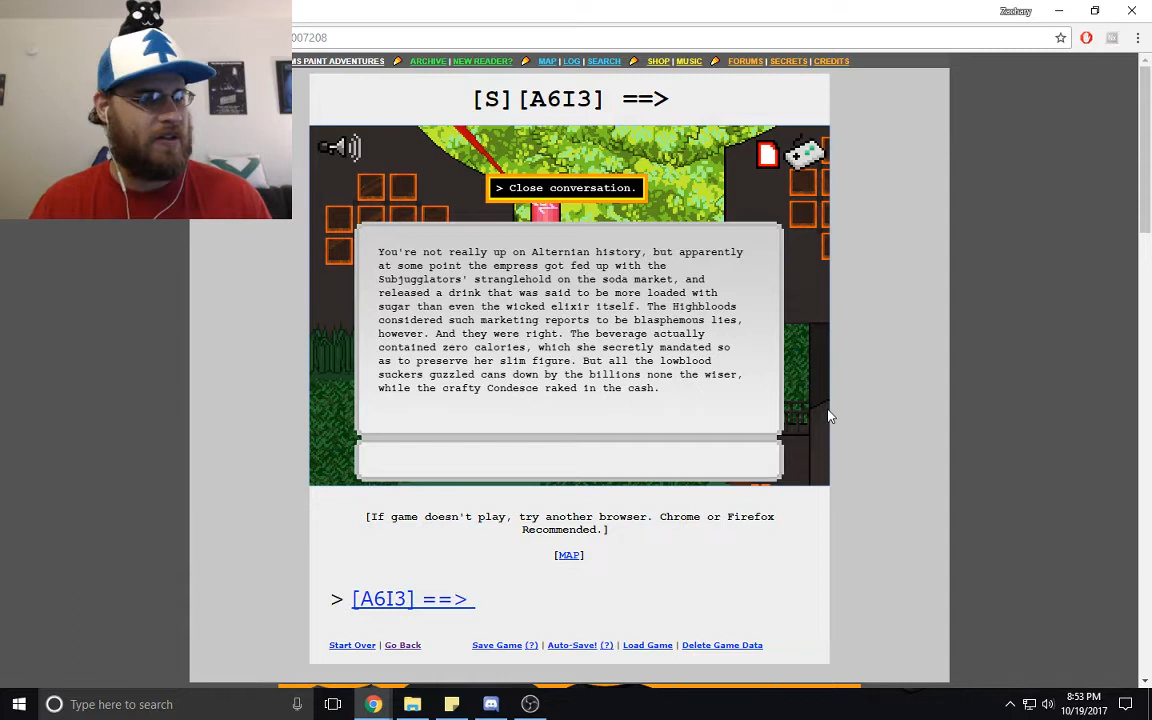 Zechary
007208
MS PAINT ADVENTURES ARCHIVE | NEW READER? MAP | LOG | SEARCH SHOP | MUSIC FORUMS | SECRETS | CREDITS
[S][A6I3] ==>
> Close conversation.
You're not really up on Alternian history, but apparently
at some point the empress got fed up with the
Subjugglators' stranglehold on the soda market, and
released a drink that was said to be more loaded with
sugar than even the wicked elixir itself. The Highbloods
considered such marketing reports to be blasphemous lies,
however. And they were right. The beverage actually
contained zero calories, which she secretly mandated so
as to preserve her slim figure. But all the lowblood
suckers guzzled cans down by the billions none the wiser,
while the crafty Condesce raked in the cash.
[If game doesn't play, try another browser. Chrome or Firefox
Recommended.]
[MAP]
> [A6I3] ==>
Start Over | Go Back Save Game (?) | Auto-Save! (?) | Load Game | Delete Game Data
Type here to search
8:53 PM
10/19/2017